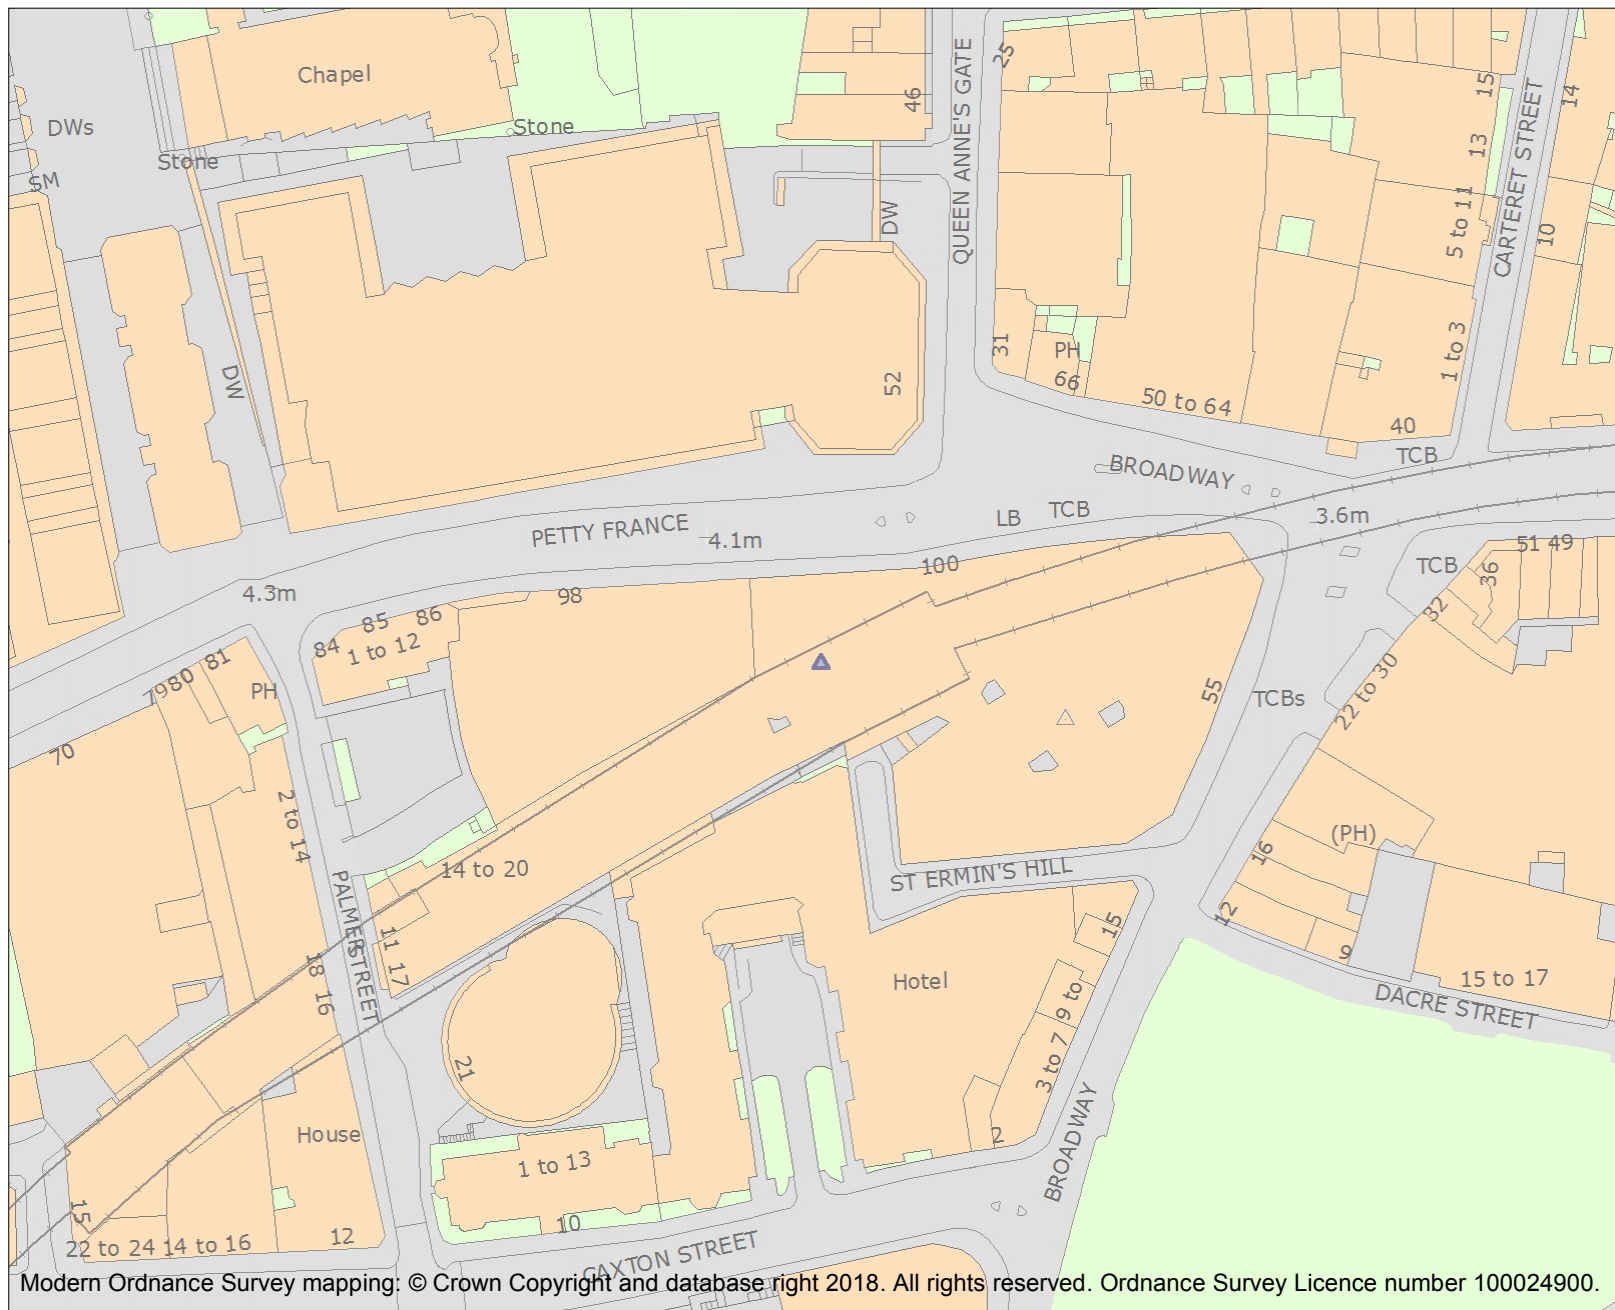 Chapel
25
15
14
46
DWs
Stone
Stone
13
SM
QUEEN ANNE'S GATE
CARTERET STREET
DW
5 to 11
10
31
PH
66
1 to 3
DW
52
50 to 64
40
TCB
BROADWAY
PETTY FRANCE
4.1m
LB
TCB
3.6m
51 49
100
TCB
36
4.3m
98
32
84
85
86
1 to 12
81
7980
PH
55
TCBs
22 to 30
70
2 to 14
(PH)
16
14 to 20
ST ERMIN'S HILL
PALMER STREET
12
15
11
17
18
16
Hotel
9
15 to 17
DACRE STREET
9 to
3 to 7
21
House
2
1 to 13
BROADWAY
15
10
12
22 to 24
14 to 16
CAXTON STREET
Modern Ordnance Survey mapping: © Crown Copyright and database right 2018. All rights reserved. Ordnance Survey Licence number 100024900.